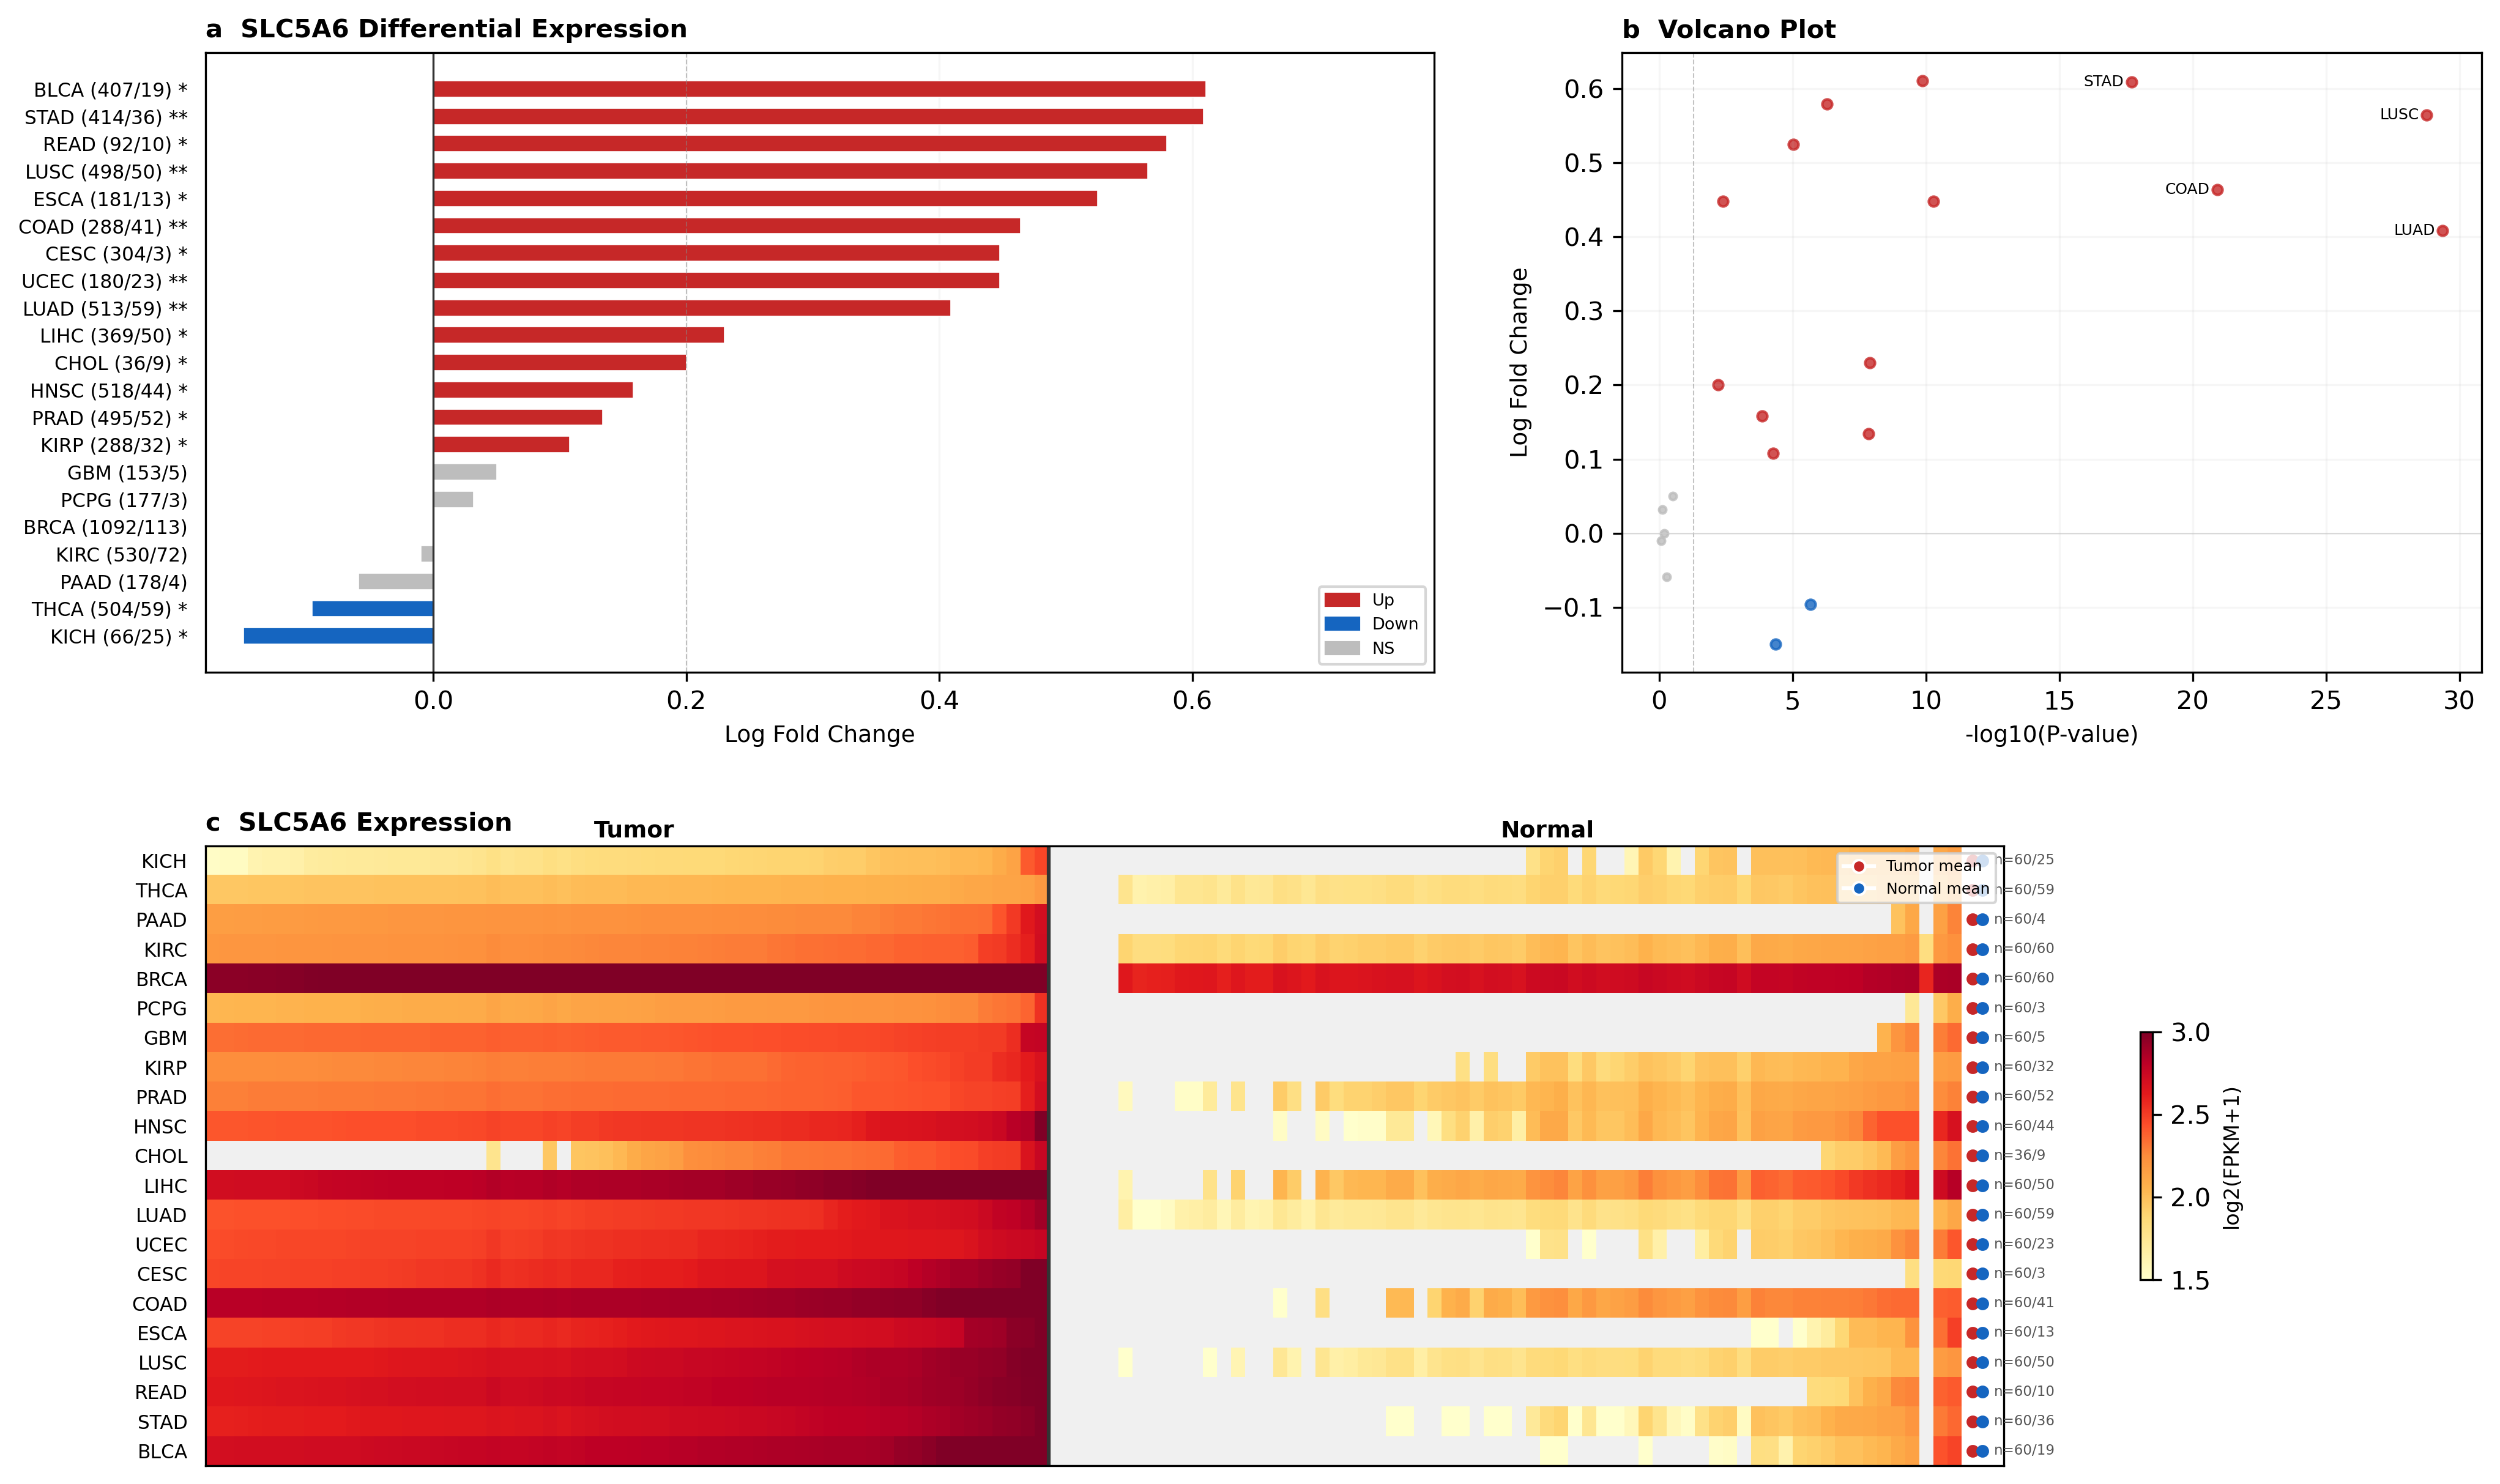 a SLC5A6 Differential Expression
BLCA (407/19) *
STAD (414/36) **
READ (92/10) *
LUSC (498/50) **
ESCA (181/13) *
COAD (288/41) **
CESC (304/3) *
UCEC (180/23) **
LUAD (513/59) **
LIHC (369/50) *
CHOL (36/9) *
HNSC (518/44) *
PRAD (495/52) *
KIRP (288/32) *
GBM (153/5)
PCPG (177/3)
BRCA (1092/113)
KIRC (530/72)
PAAD (178/4)
THCA (504/59) *
KICH (66/25) *
Up
Down
NS
0.0 0.2 0.4 0.6
Log Fold Change
b Volcano Plot
Log Fold Change
0.6
0.5
0.4
0.3
0.2
0.1
0.0
−0.1
STAD
LUSC
COAD
LUAD
0 5 10 15 20 25 30
-log10(P-value)
c SLC5A6 Expression
Tumor
Normal
Tumor mean
Normal mean
KICH n=60/25
THCA n=60/59
PAAD n=60/4
KIRC n=60/60
BRCA n=60/60
PCPG n=60/3
GBM n=60/5
KIRP n=60/32
PRAD n=60/52
HNSC n=60/44
CHOL n=36/9
LIHC n=60/50
LUAD n=60/59
UCEC n=60/23
CESC n=60/3
COAD n=60/41
ESCA n=60/13
LUSC n=60/50
READ n=60/10
STAD n=60/36
BLCA n=60/19
3.0
2.5
2.0
1.5
log2(FPKM+1)